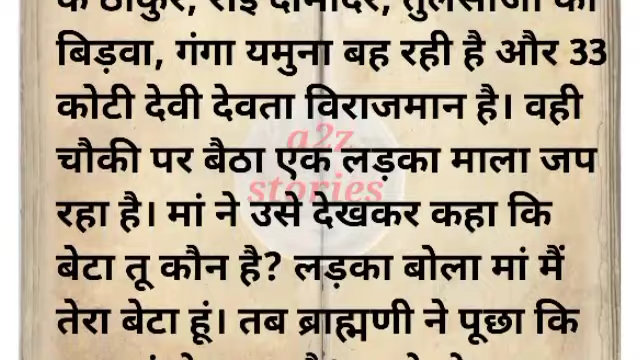 के ठाकुर, राई दामोदर, तुलसीजी का
बिड़वा, गंगा यमुना बह रही है और 33
कोटी देवी देवता विराजमान है। वही
चौकी पर बैठा एक लड़का माला जप
रहा है। मां ने उसे देखकर कहा कि
बेटा तू कौन है? लड़का बोला मां मैं
तेरा बेटा हूं। तब ब्राह्मणी ने पूछा कि
a2z
stories